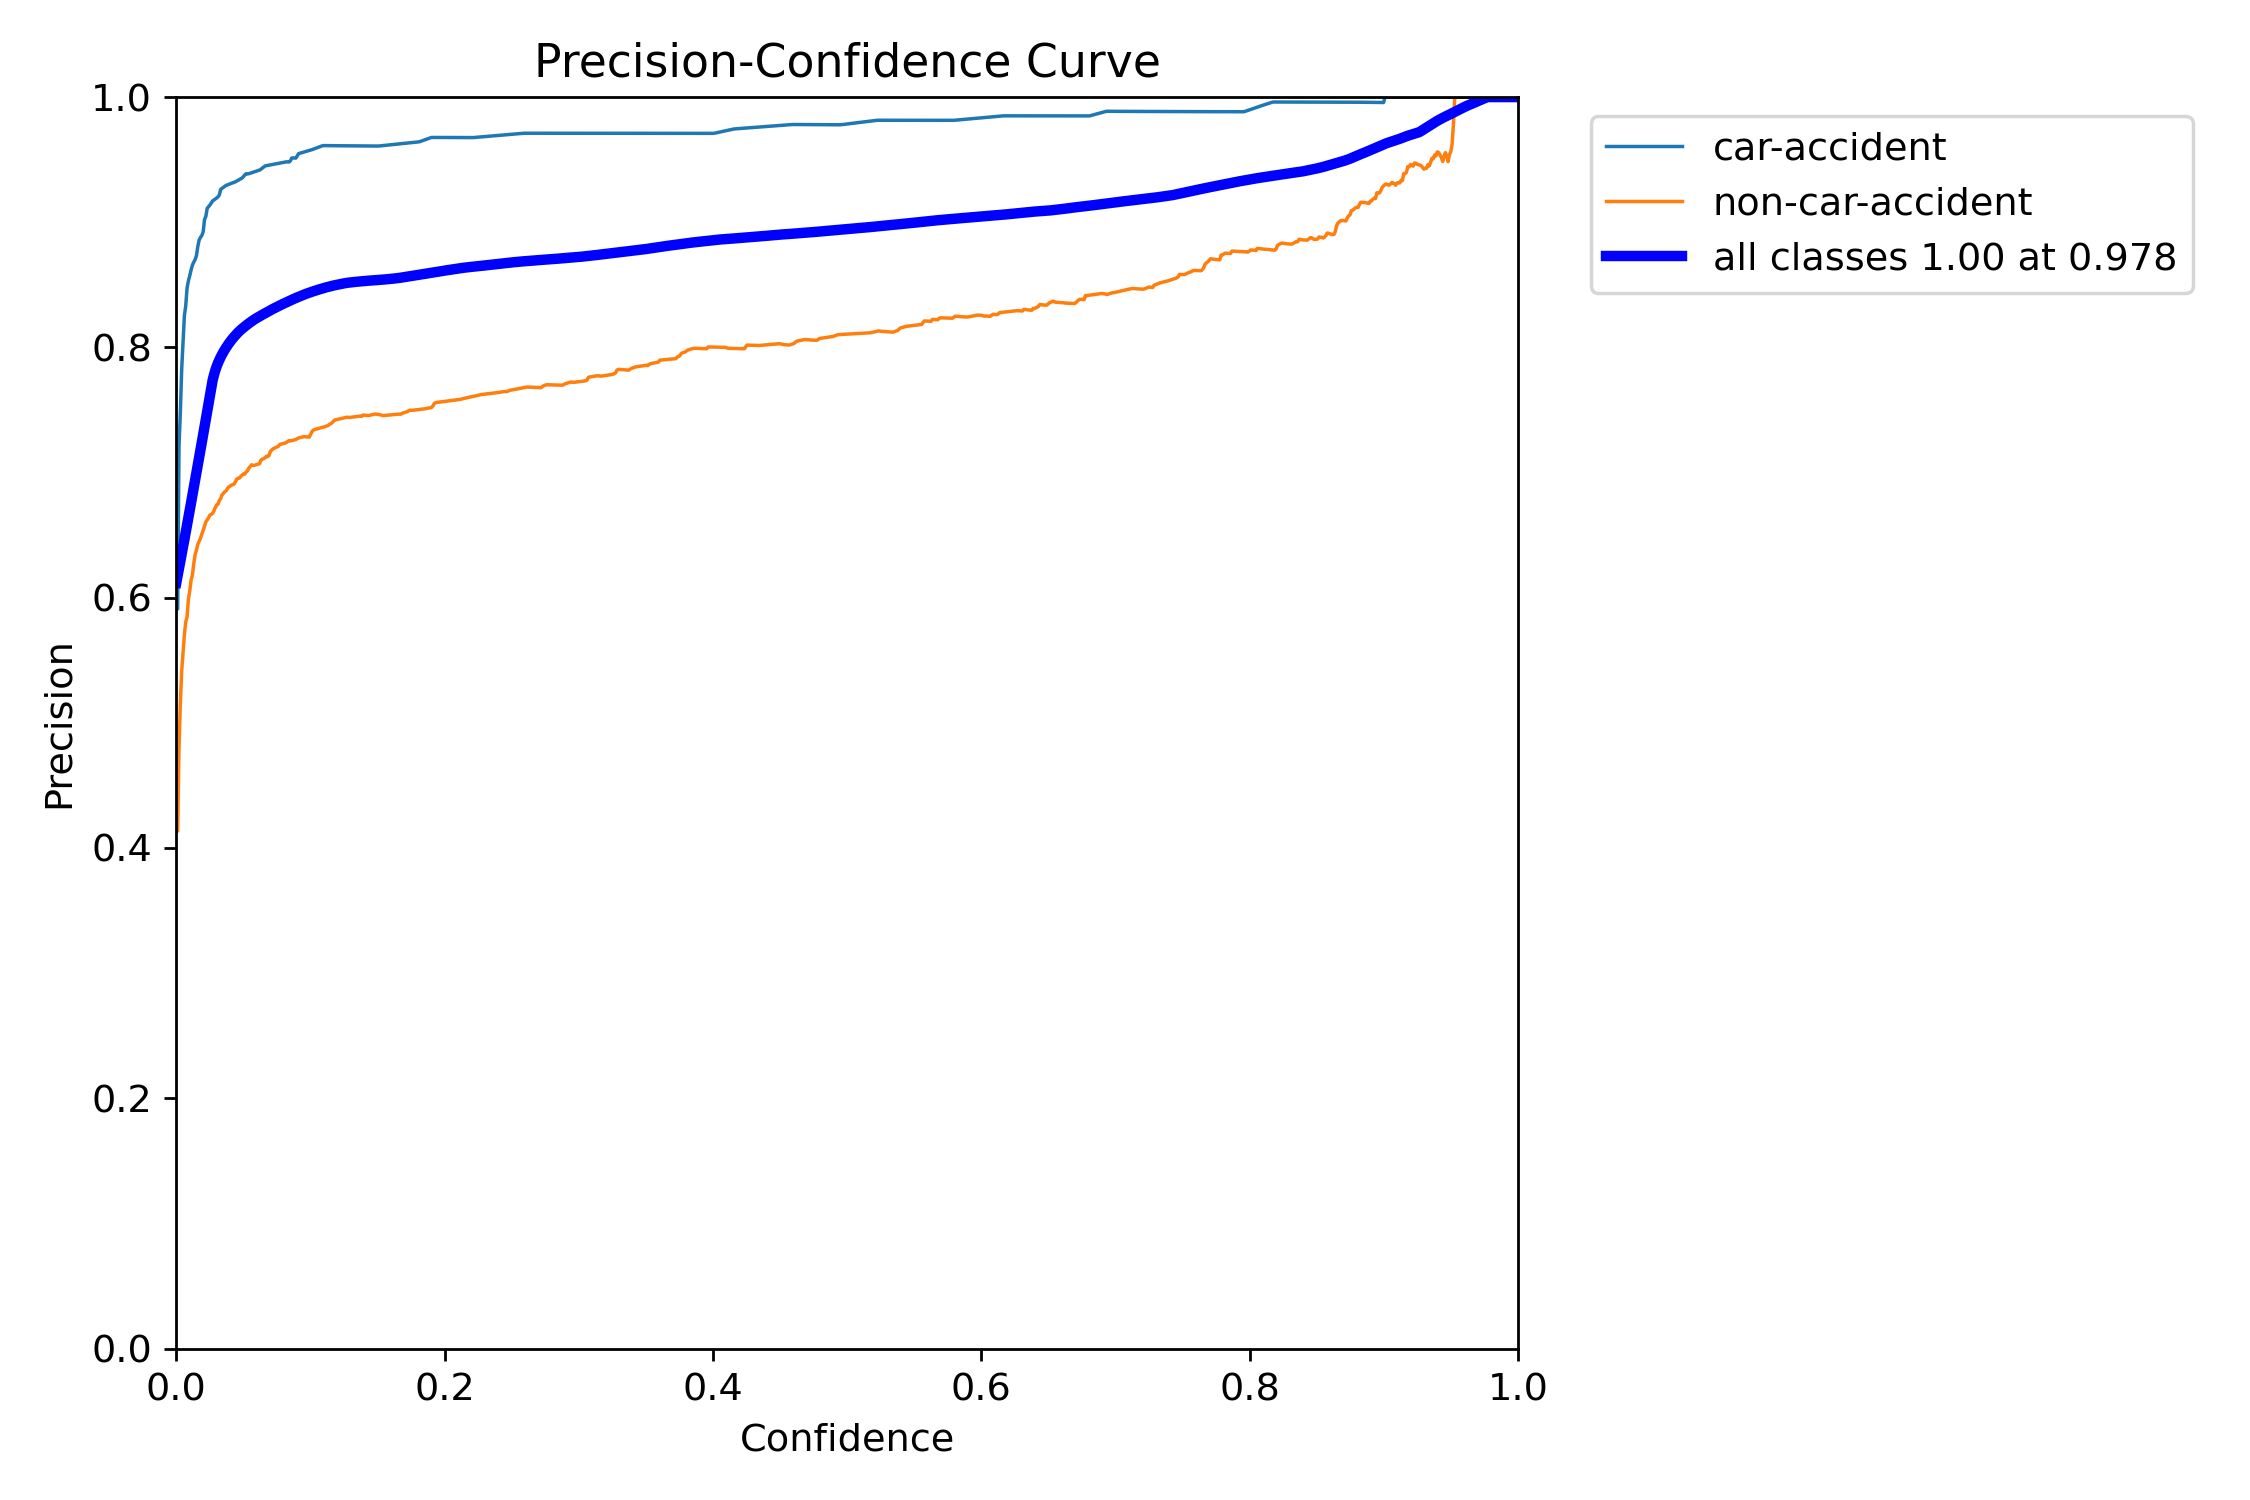 Precision-Confidence Curve
1.0
0.8
0.6
0.4
0.2
0.0
Precision
0.0 0.2 0.4 0.6 0.8 1.0
Confidence
car-accident
non-car-accident
all classes 1.00 at 0.978